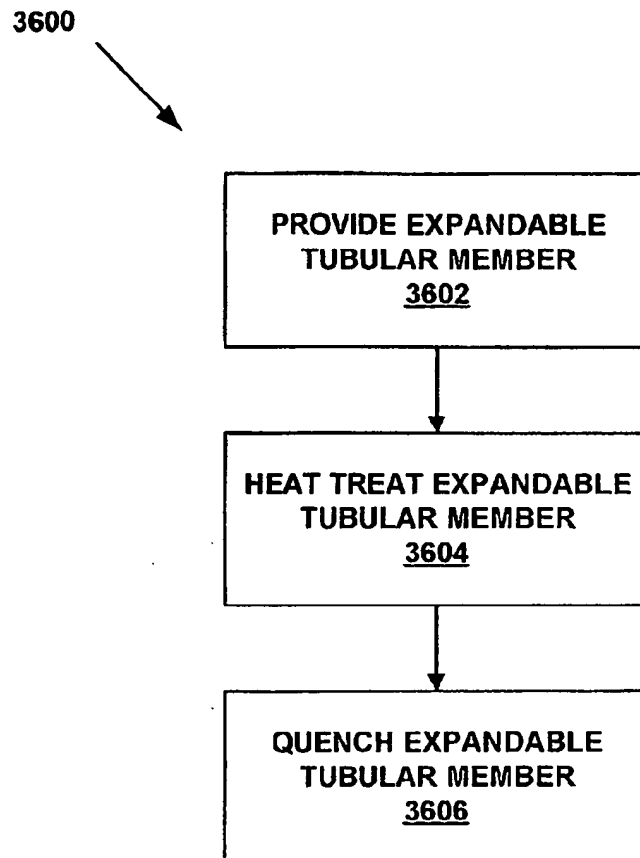 3600
PROVIDE EXPANDABLE
TUBULAR MEMBER
3602
HEAT TREAT EXPANDABLE
TUBULAR MEMBER
3604
QUENCH EXPANDABLE
TUBULAR MEMBER
3606